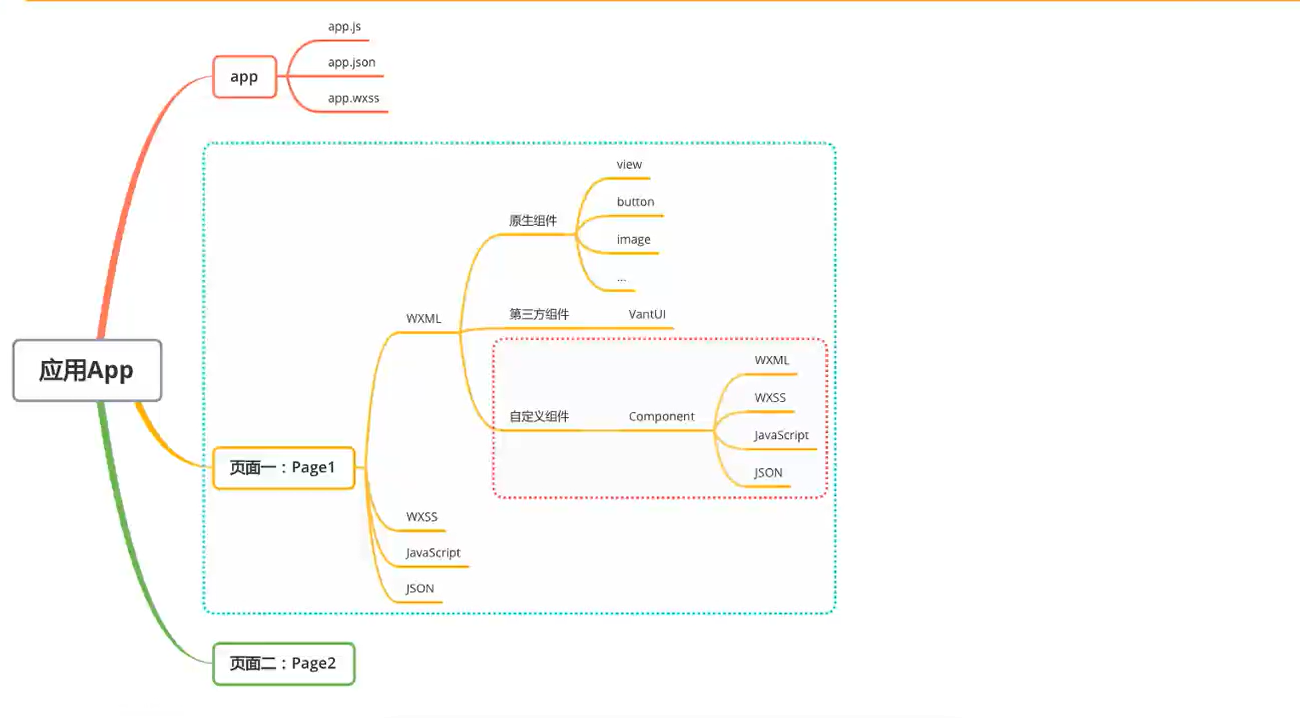 app.js
app
app.json
app.wxss
view
button
原生组件
image
...
WXML
第三方组件
VantUI
应用App
WXML
WXSS
自定义组件
Component
JavaScript
JSON
页面一：Page1
WXSS
JavaScript
JSON
页面二：Page2